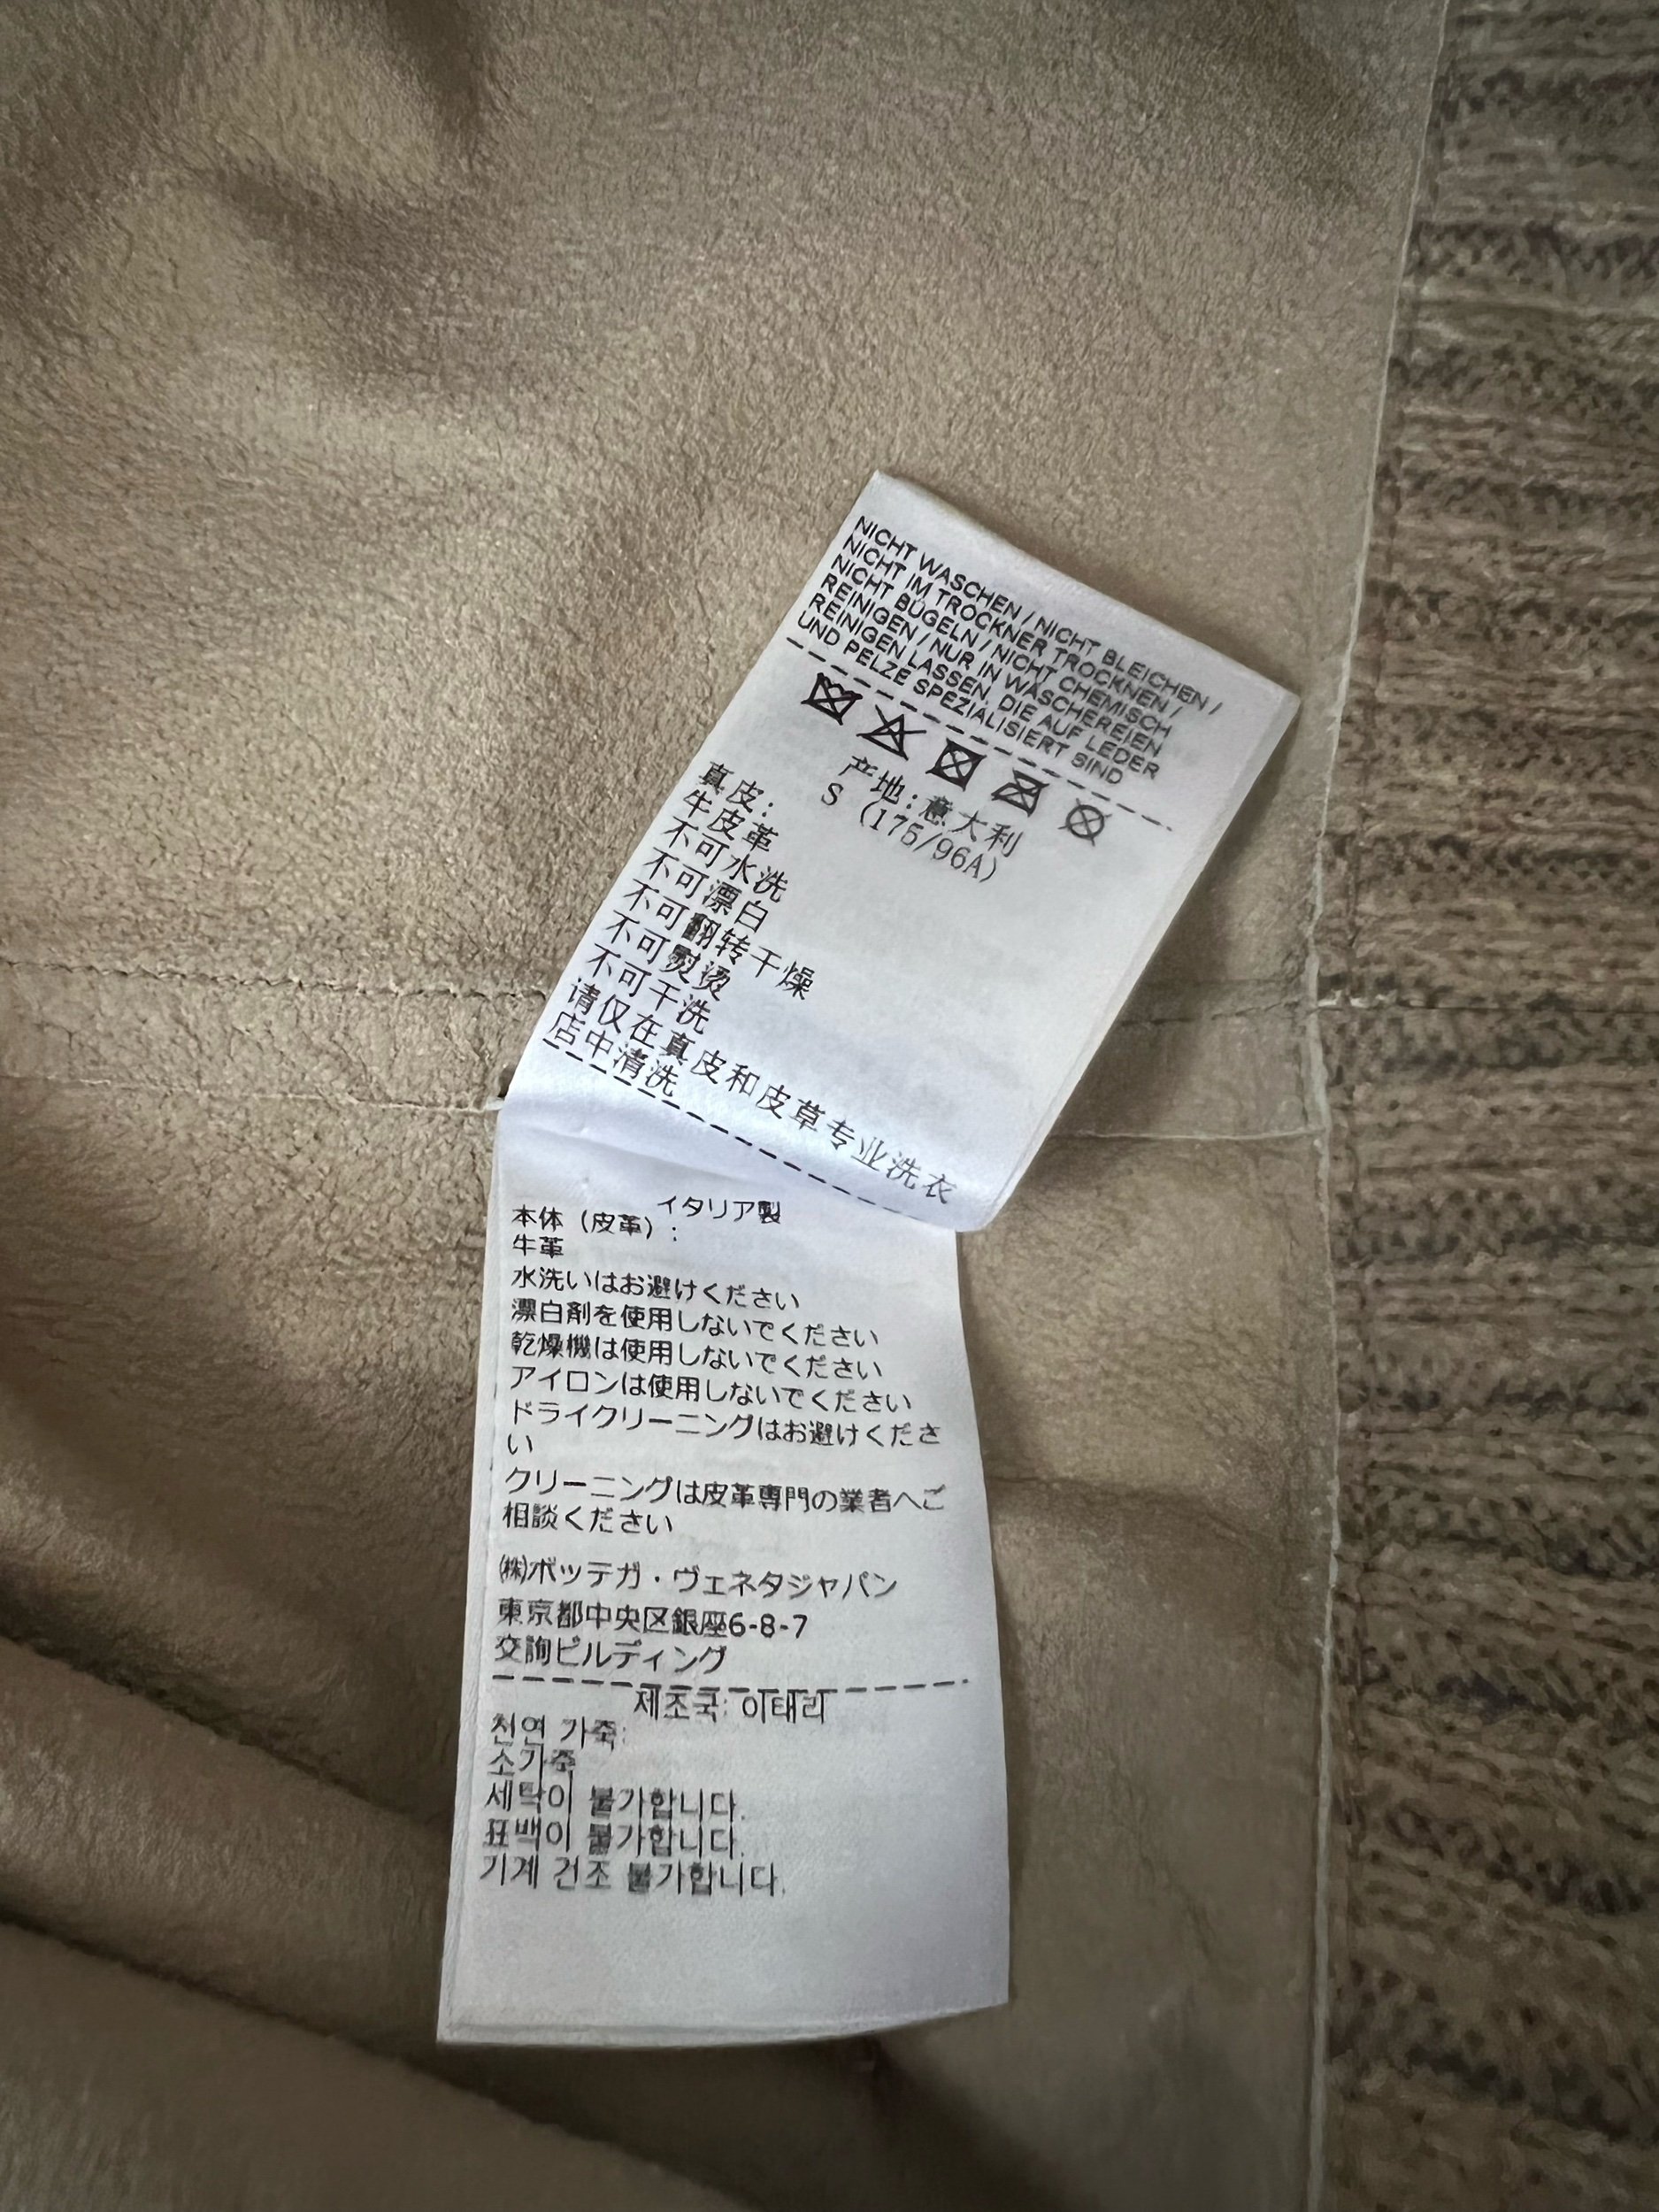 NICHT WASCHEN / NICHT BLEICHEN /
NICHT IM TROCKNER TROCKNEN /
NICHT BÜGELN / NICHT CHEMISCH
REINIGEN / NUR IN WÄSCHEREIEN
REINIGEN LASSEN, DIE AUF LEDER
UND PELZE SPEZIALISIERT SIND
产地:意大利
S (175/96A)
真皮:
牛皮革
不可水洗
不可漂白
不可翻转干燥
不可熨烫
不可干洗
请仅在真皮和皮草专业洗衣
店中清洗
イタリア製
本体(皮革):
牛革
水洗いはお避けください
漂白剤を使用しないでください
乾燥機は使用しないでください
アイロンは使用しないでください
ドライクリーニングはお避けくださ
い
クリーニングは皮革専門の業者へご
相談ください
㈱ボッテガ・ヴェネタジャパン
東京都中央区銀座6-8-7
交詢ビルディング
제조국: 이태리
천연 가죽:
소가죽
세탁이 불가합니다.
표백이 불가합니다.
기계 건조 불가합니다.